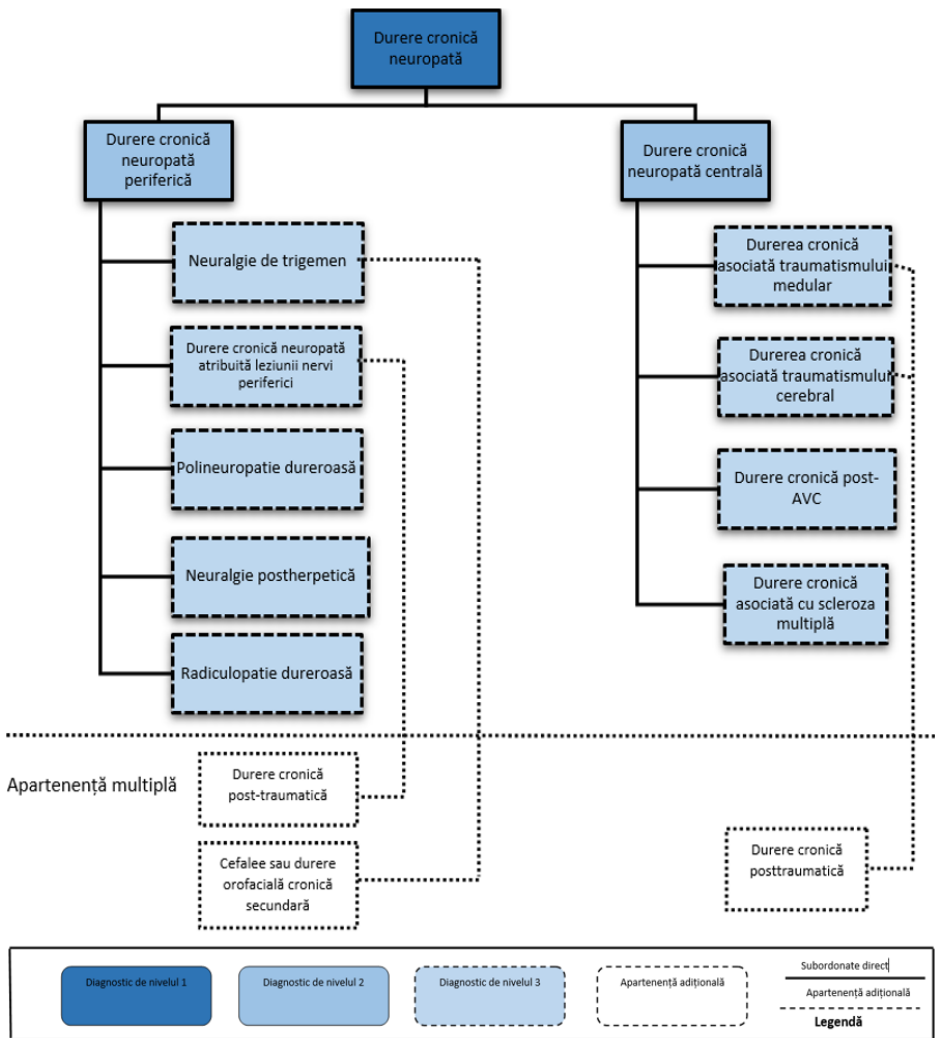 Durere cronică
neuropată
Durere cronică
neuropată
periferică
Durere cronică
neuropată centrală
Neuralgie de trigemen
Durere cronică neuropată
atribuită leziunii nervi
periferici
Polineuropatie dureroasă
Neuralgie postherpetică
Radiculopatie dureroasă
Durerea cronică
asociată traumatismului
medular
Durerea cronică
asociată traumatismului
cerebral
Durere cronică post-
AVC
Durere cronică
asociată cu scleroza
multiplă
Apartenență multiplă
Durere cronică
post-traumatică
Cefalee sau durere
orofacială cronică
secundară
Durere cronică
posttraumatică
Diagnostic de nivelul 1
Diagnostic de nivelul 2
Diagnostic de nivelul 3
Apartenență adițională
Subordonate direct
Apartenență adițională
Legendă